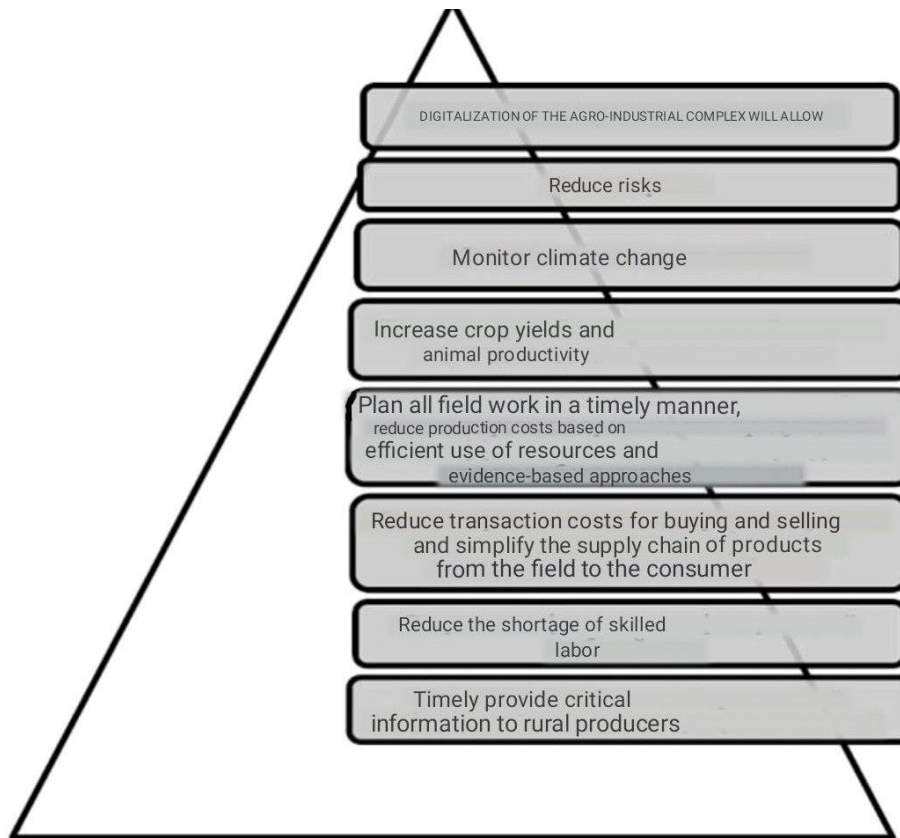 DIGITALIZATION OF THE AGRO-INDUSTRIAL COMPLEX WILL ALLOW
Reduce risks
Monitor climate change
Increase crop yields and
animal productivity
Plan all field work in a timely manner,
reduce production costs based on
efficient use of resources and
evidence-based approaches
Reduce transaction costs for buying and selling
and simplify the supply chain of products
from the field to the consumer
Reduce the shortage of skilled
labor
Timely provide critical
information to rural producers